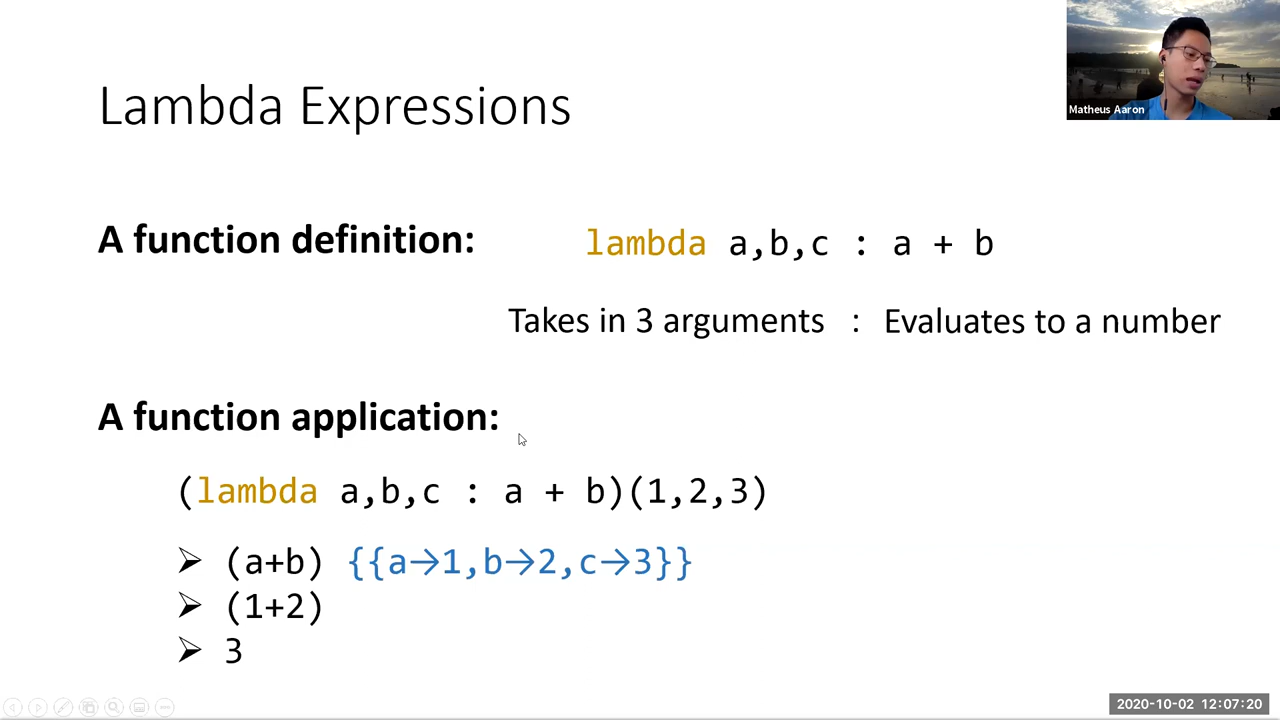 Matheus Aaron
Lambda Expressions
A function definition: lambda a,b,c : a + b
Takes in 3 arguments : Evaluates to a number
A function application:
(lambda a,b,c : a + b)(1,2,3)
➢ (a+b) {{a→1,b→2,c→3}}
➢ (1+2)
➢ 3
2020-10-02 12:07:20